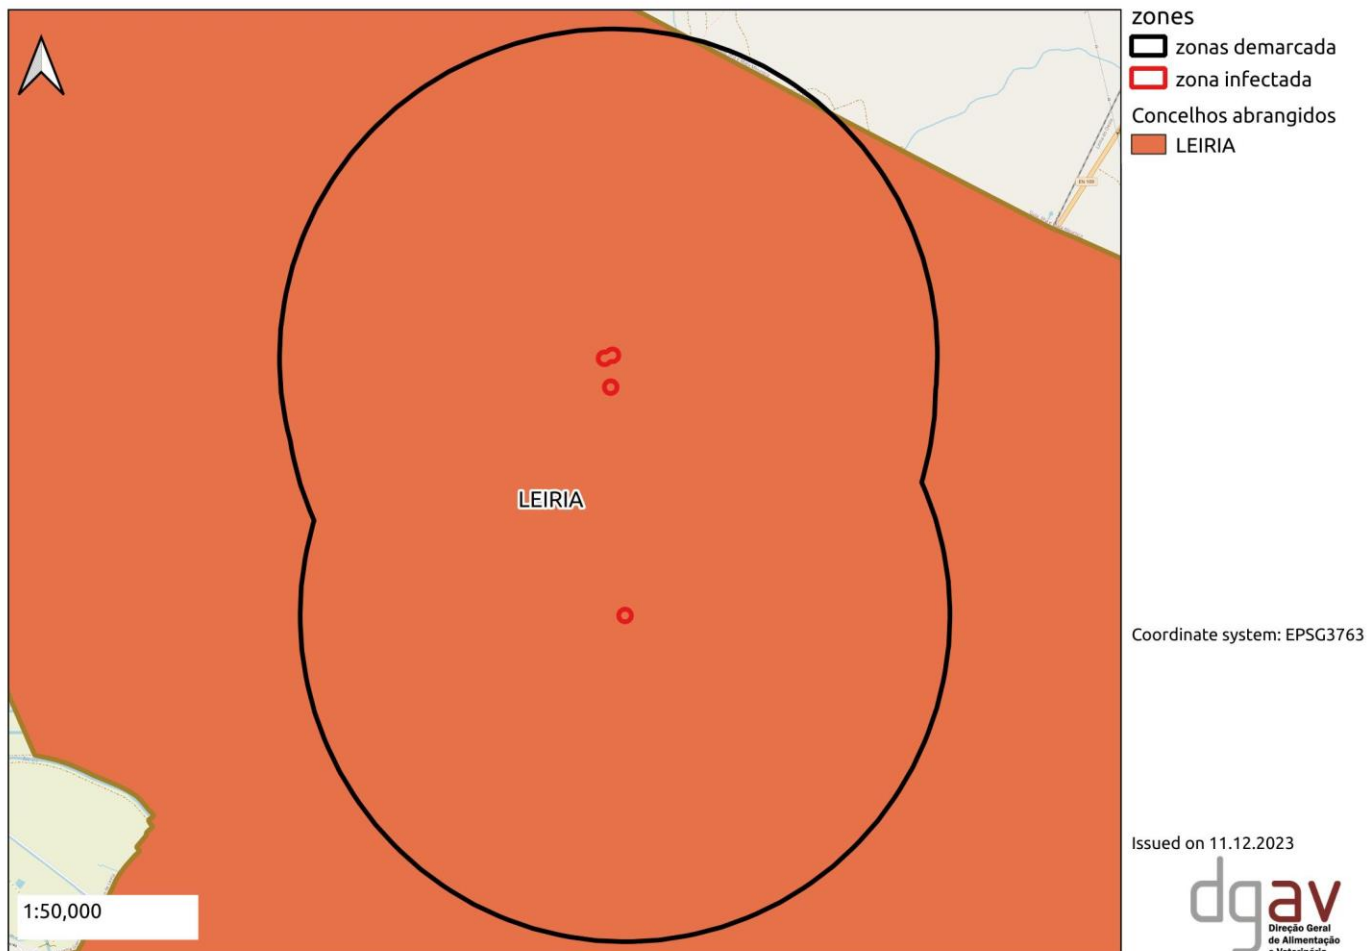 zones
zonas demarcada
zona infectada
Concelhos abrangidos
LEIRIA
LEIRIA
Coordinate system: EPSG3763
Issued on 11.12.2023
1:50,000
dgav
Direção Geral
de Alimentação
e Veterinária